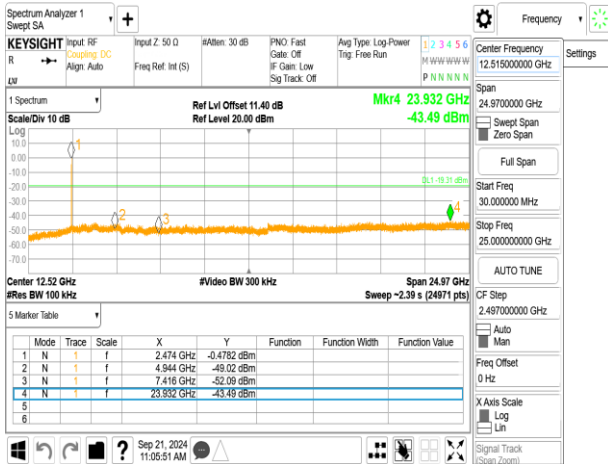 Spectrum Analyzer 1
Swept SA
Frequency
KEYSIGHT
R
Input: RF
Coupling: DC
Align: Auto
Input Z: 50 Ω
Freq Ref: Int (S)
#Atten: 30 dB
PNO: Fast
Gate: Off
IF Gain: Low
Sig Track: Off
Avg Type: Log-Power
Trig: Free Run
1 2 3 4 5 6
M W W W W W
P N N N N N
LXI
1 Spectrum
Scale/Div 10 dB
Ref Lvl Offset 11.40 dB
Ref Level 20.00 dBm
Mkr4 23.932 GHz
-43.49 dBm
Log
10.0
0.00
-10.0
-20.0
-30.0
-40.0
-50.0
-60.0
-70.0
1
2
3
4
DL1 -19.31 dBm
Center 12.52 GHz
#Res BW 100 kHz
#Video BW 300 kHz
Span 24.97 GHz
Sweep ~2.39 s (24971 pts)
5 Marker Table
Mode Trace Scale X Y Function Function Width Function Value
1 N 1 f 2.474 GHz -0.4782 dBm
2 N 1 f 4.944 GHz -49.02 dBm
3 N 1 f 7.416 GHz -52.09 dBm
4 N 1 f 23.932 GHz -43.49 dBm
5
6
Sep 21, 2024
11:05:51 AM
Settings
Center Frequency
12.515000000 GHz
Span
24.9700000 GHz
Swept Span
Zero Span
Full Span
Start Freq
30.000000 MHz
Stop Freq
25.000000000 GHz
AUTO TUNE
CF Step
2.497000000 GHz
Auto
Man
Freq Offset
0 Hz
X Axis Scale
Log
Lin
Signal Track
(Span Zoom)